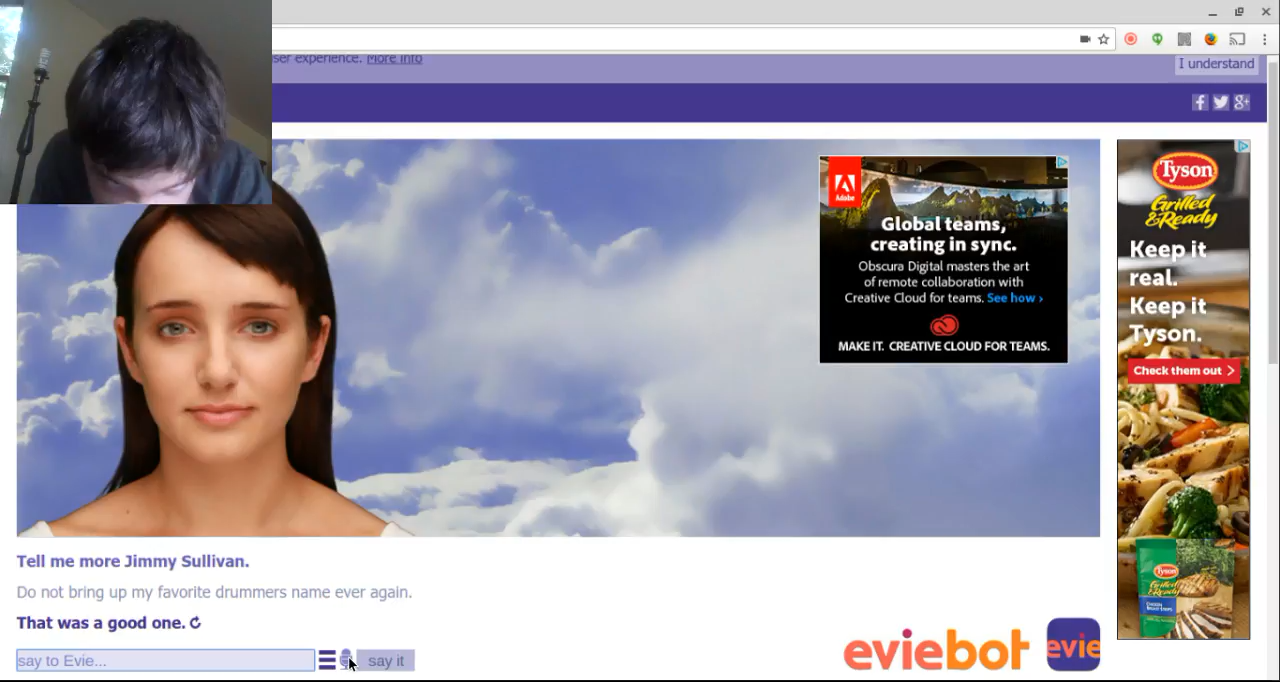 ser experience. More info
I understand
Adobe
Global teams,
creating in sync.
Obscura Digital masters the art
of remote collaboration with
Creative Cloud for teams. See how ›
MAKE IT. CREATIVE CLOUD FOR TEAMS.
Tyson
Grilled
&Ready
Keep it
real.
Keep it
Tyson.
Check them out
Tyson
Tell me more Jimmy Sullivan.
Do not bring up my favorite drummers name ever again.
That was a good one.
say to Evie...
say it
eviebot
evie